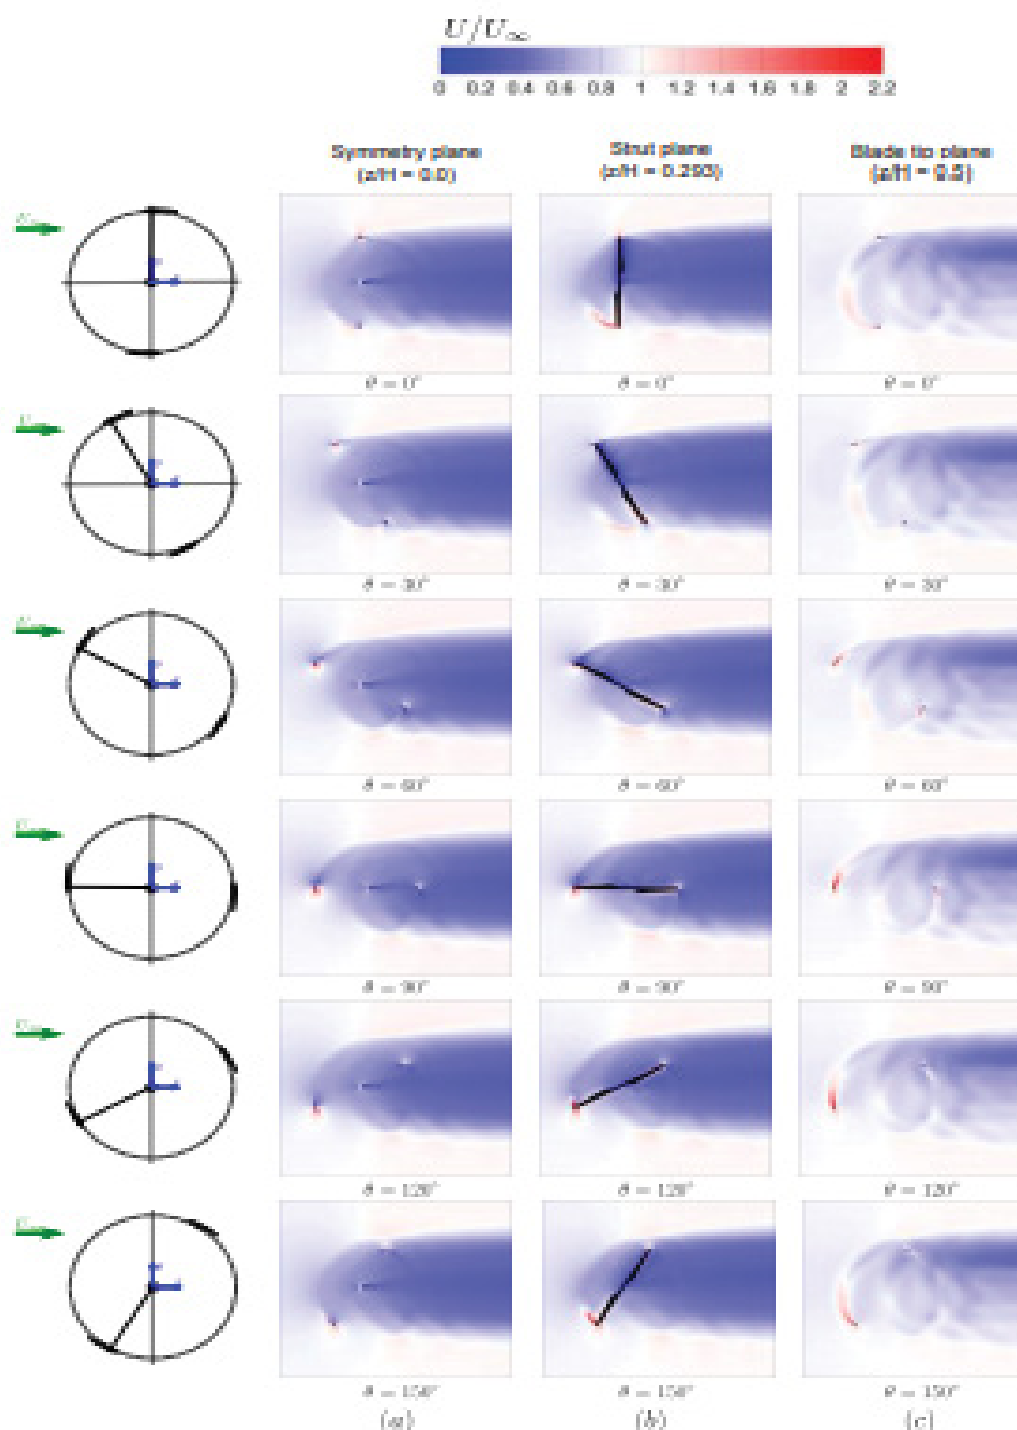 U/U∞
0 0.2 0.4 0.6 0.8 1 1.2 1.4 1.6 1.8 2 2.2
Symmetry plane
(z/H = 0.0)
Strut plane
(z/H = 0.293)
Blade tip plane
(z/H = 0.5)
θ = 0° θ = 0° θ = 0°
θ = 30° θ = 30° θ = 30°
θ = 60° θ = 60° θ = 60°
θ = 90° θ = 90° θ = 90°
θ = 120° θ = 120° θ = 120°
θ = 150° θ = 150° θ = 150°
(a) (b) (c)